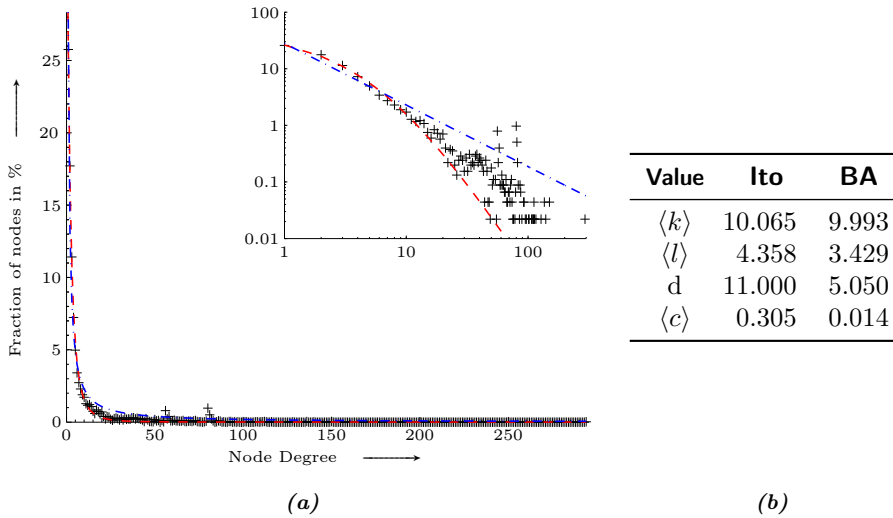 100
10
1
0.1
0.01
1 10 100
25
20
15
10
5
0
0 50 100 150 200 250
Fraction of nodes in %
Node Degree
(a)
Value Ito BA
⟨k⟩ 10.065 9.993
⟨l⟩ 4.358 3.429
d 11.000 5.050
⟨c⟩ 0.305 0.014
(b)